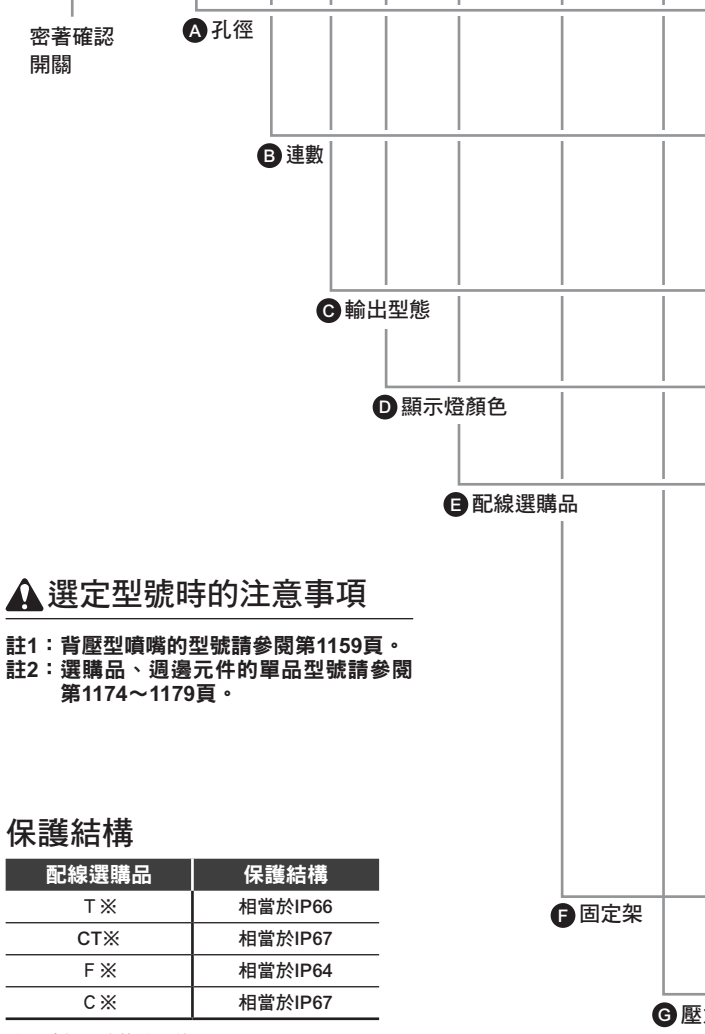 密著確認
開關
A 孔徑
B 連數
C 輸出型態
D 顯示燈顏色
E 配線選購品
選定型號時的注意事項
註1：背壓型噴嘴的型號請參閱第1159頁。
註2：選購品、週邊元件的單品型號請參閱
第1174～1179頁。
保護結構
配線選購品 保護結構
T ※ 相當於IP66
CT※ 相當於IP67
F ※ 相當於IP64
C ※ 相當於IP67
F 固定架
G 壓